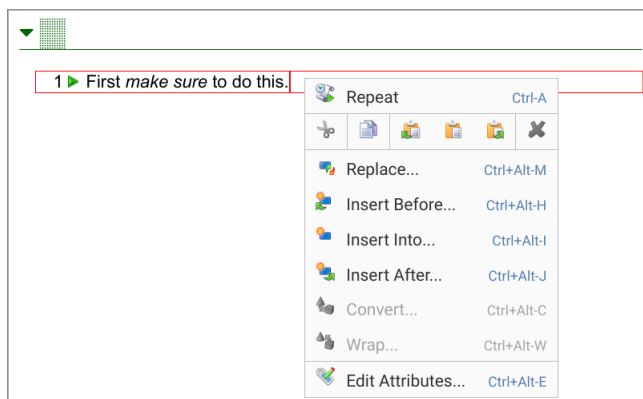 1 First make sure to do this.
Repeat Ctrl-A
Replace... Ctrl+Alt-M
Insert Before... Ctrl+Alt-H
Insert Into... Ctrl+Alt-I
Insert After... Ctrl+Alt-J
Convert... Ctrl+Alt-C
Wrap... Ctrl+Alt-W
Edit Attributes... Ctrl+Alt-E